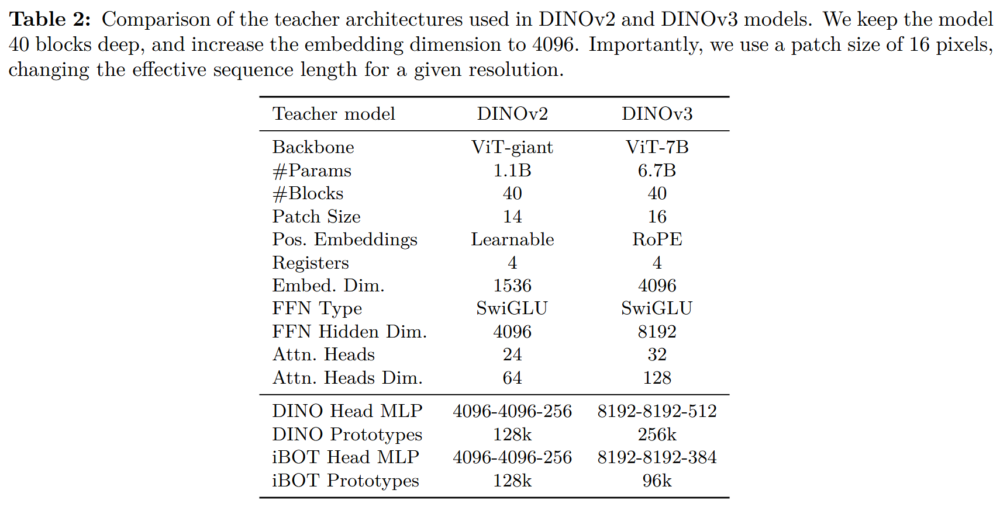 Table 2: Comparison of the teacher architectures used in DINOv2 and DINOv3 models. We keep the model
40 blocks deep, and increase the embedding dimension to 4096. Importantly, we use a patch size of 16 pixels,
changing the effective sequence length for a given resolution.
Teacher model DINOv2 DINOv3
Backbone ViT-giant ViT-7B
#Params 1.1B 6.7B
#Blocks 40 40
Patch Size 14 16
Pos. Embeddings Learnable RoPE
Registers 4 4
Embed. Dim. 1536 4096
FFN Type SwiGLU SwiGLU
FFN Hidden Dim. 4096 8192
Attn. Heads 24 32
Attn. Heads Dim. 64 128
DINO Head MLP 4096-4096-256 8192-8192-512
DINO Prototypes 128k 256k
iBOT Head MLP 4096-4096-256 8192-8192-384
iBOT Prototypes 128k 96k